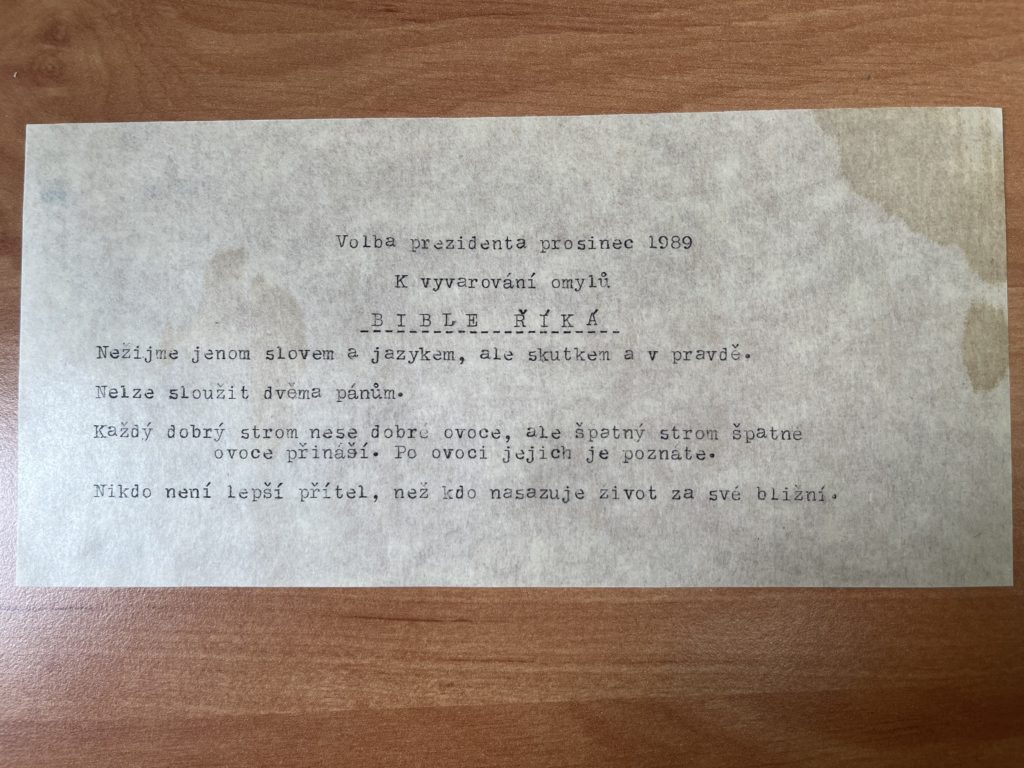 Volba prezidenta prosinec 1989
K vyvarování omylů
BIBLE ŘÍKÁ
Nežijme jenom slovem a jazykem, ale skutkem a v pravdě.
Nelze sloužit dvěma pánům.
Každý dobrý strom nese dobré ovoce, ale špatný strom špatné
ovoce přináší. Po ovoci jejich je poznáte.
Nikdo není lepší přítel, než kdo nasazuje život za své bližní.